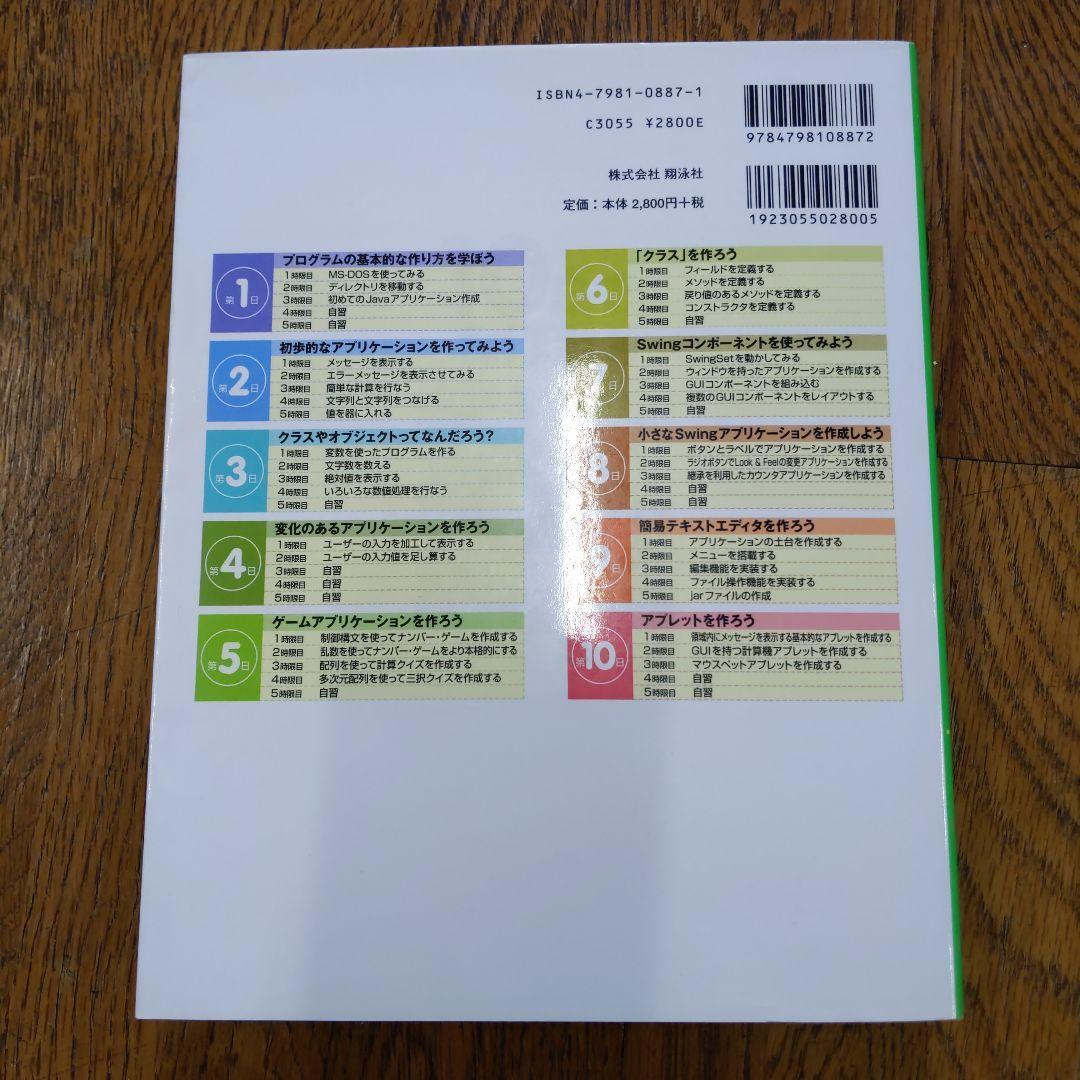 ISBN4-7981-0887-1
C3055 ¥2800E
9784798108872
株式会社 翔泳社
定価：本体 2,800円＋税
1923055028005
第1日
プログラムの基本的な作り方を学ぼう
1時限目 MS-DOSを使ってみる
2時限目 ディレクトリを移動する
3時限目 初めてのJavaアプリケーション作成
4時限目 自習
5時限目 自習
第2日
初歩的なアプリケーションを作ってみよう
1時限目 メッセージを表示する
2時限目 エラーメッセージを表示させてみる
3時限目 簡単な計算を行なう
4時限目 文字列と文字列をつなげる
5時限目 値を器に入れる
第3日
クラスやオブジェクトってなんだろう？
1時限目 変数を使ったプログラムを作る
2時限目 文字数を数える
3時限目 絶対値を表示する
4時限目 いろいろな数値処理を行なう
5時限目 自習
第4日
変化のあるアプリケーションを作ろう
1時限目 ユーザーの入力を加工して表示する
2時限目 ユーザーの入力値を足し算する
3時限目 自習
4時限目 自習
5時限目 自習
第5日
ゲームアプリケーションを作ろう
1時限目 制御構文を使ってナンバー・ゲームを作成する
2時限目 乱数を使ってナンバー・ゲームをより本格的にする
3時限目 配列を使って計算クイズを作成する
4時限目 多次元配列を使って三択クイズを作成する
5時限目 自習
第6日
「クラス」を作ろう
1時限目 フィールドを定義する
2時限目 メソッドを定義する
3時限目 戻り値のあるメソッドを定義する
4時限目 コンストラクタを定義する
5時限目 自習
7日
Swingコンポーネントを使ってみよう
1時限目 SwingSetを動かしてみる
2時限目 ウィンドウを持ったアプリケーションを作成する
3時限目 GUIコンポーネントを組み込む
4時限目 複数のGUIコンポーネントをレイアウトする
5時限目 自習
8日
小さなSwingアプリケーションを作成しよう
1時限目 ボタンとラベルでアプリケーションを作成する
2時限目 ラジオボタンでLook & Feelの変更アプリケーションを作成する
3時限目 継承を利用したカウンタアプリケーションを作成する
4時限目 自習
5時限目 自習
9日
簡易テキストエディタを作ろう
1時限目 アプリケーションの土台を作成する
2時限目 メニューを搭載する
3時限目 編集機能を実装する
4時限目 ファイル操作機能を実装する
5時限目 jarファイルの作成
第10日
アプレットを作ろう
1時限目 領域内にメッセージを表示する基本的なアプレットを作成する
2時限目 GUIを持つ計算機アプレットを作成する
3時限目 マウスペットアプレットを作成する
4時限目 自習
5時限目 自習